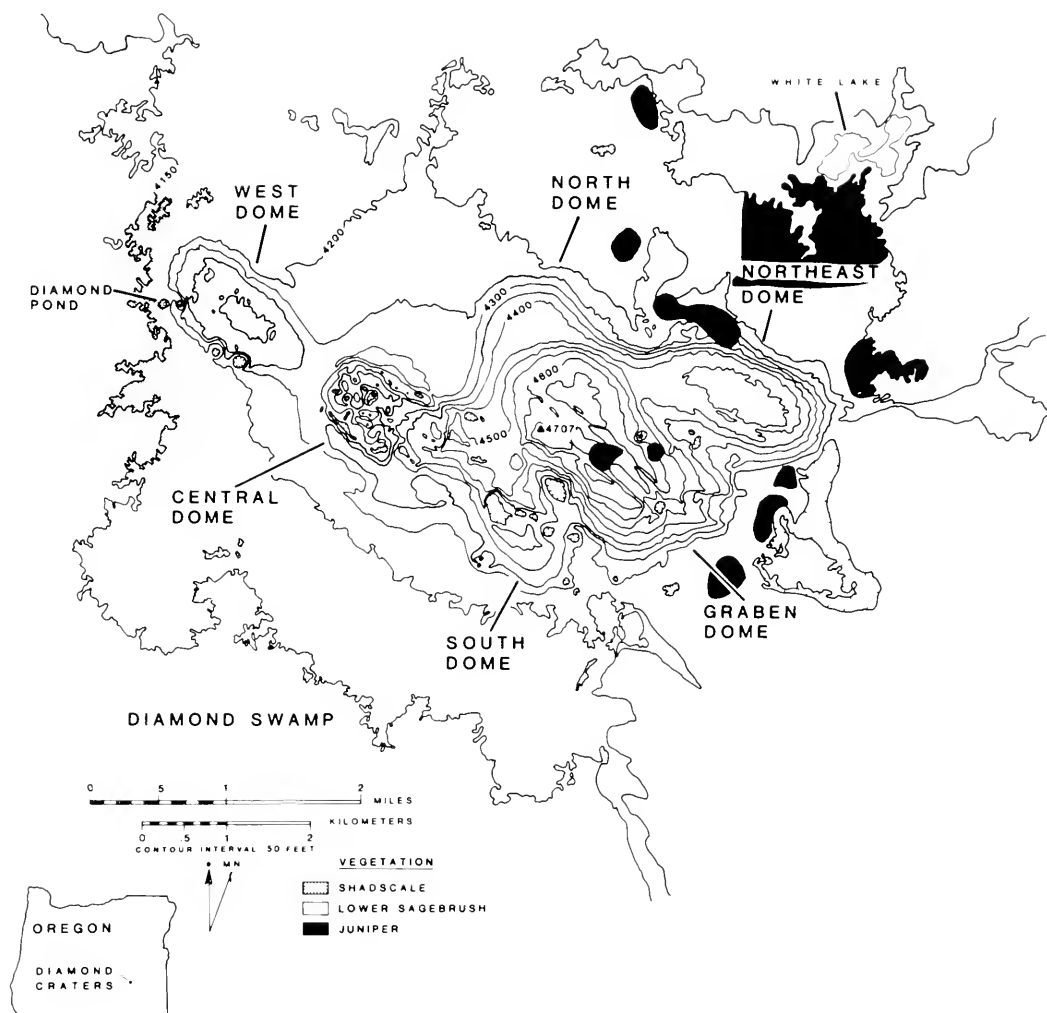 WHITE LAKE
4150
WEST
DOME
NORTH
DOME
4200
NORTHEAST
DOME
DIAMOND
POND
4300
4400
4600
4707
4500
CENTRAL
DOME
GRABEN
DOME
SOUTH
DOME
DIAMOND SWAMP
0 .5 1 2
MILES
KILOMETERS
0 .5 1 2
CONTOUR INTERVAL 50 FEET
MN
VEGETATION
SHADSCALE
LOWER SAGEBRUSH
JUNIPER
OREGON
DIAMOND
CRATERS